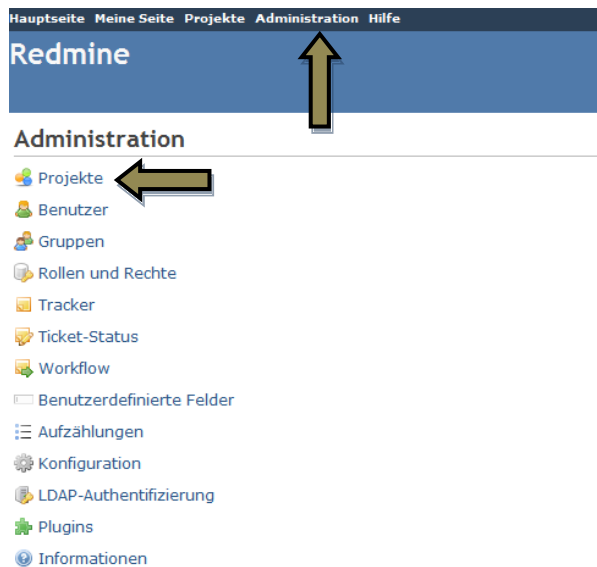 Hauptseite Meine Seite Projekte Administration Hilfe
Redmine
Administration
Projekte
Benutzer
Gruppen
Rollen und Rechte
Tracker
Ticket-Status
Workflow
Benutzerdefinierte Felder
Aufzählungen
Konfiguration
LDAP-Authentifizierung
Plugins
Informationen